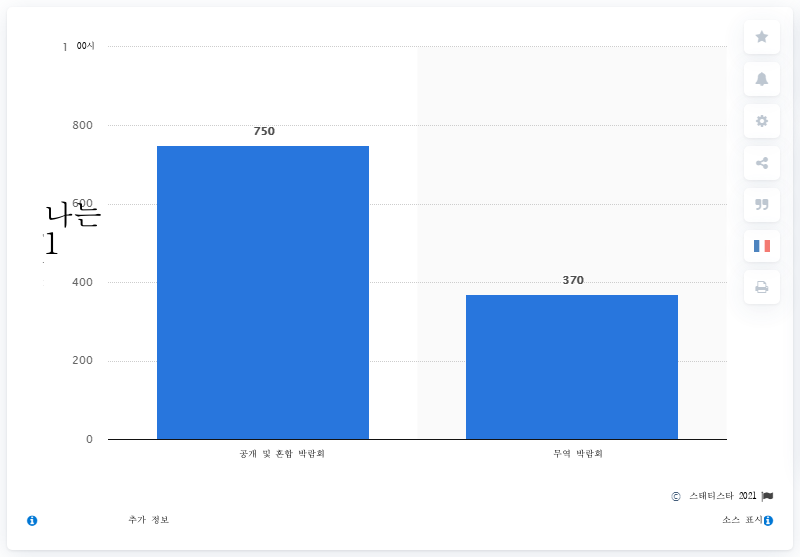 1 00시
800
750
600
나는
1
400
370
200
0
공개 및 혼합 박람회
무역 박람회
© 스태티스타 2021
추가 정보
소스 표시